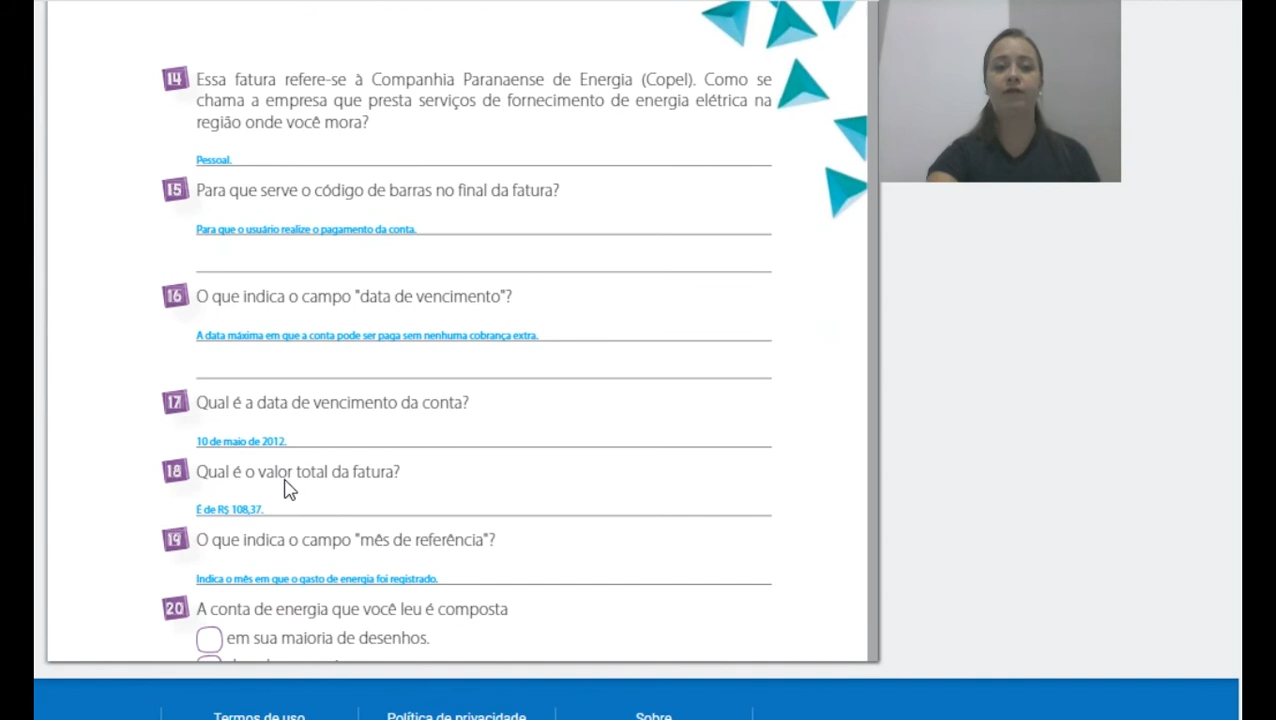 14 Essa fatura refere-se à Companhia Paranaense de Energia (Copel). Como se
chama a empresa que presta serviços de fornecimento de energia elétrica na
região onde você mora?
Pessoal.
15 Para que serve o código de barras no final da fatura?
Para que o usuário realize o pagamento da conta.
16 O que indica o campo "data de vencimento"?
A data máxima em que a conta pode ser paga sem nenhuma cobrança extra.
17 Qual é a data de vencimento da conta?
10 de maio de 2012.
18 Qual é o valor total da fatura?
É de R$ 108,37.
19 O que indica o campo "mês de referência"?
Indica o mês em que o gasto de energia foi registrado.
20 A conta de energia que você leu é composta
em sua maioria de desenhos.
Termos de uso
Política de privacidade
Sobre